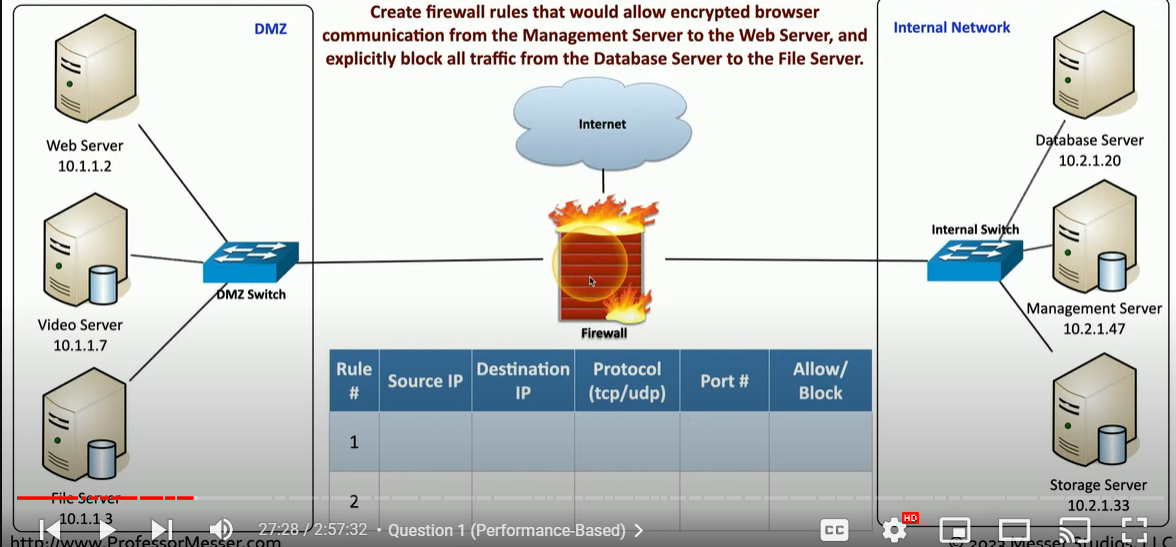 Create firewall rules that would allow encrypted browser
communication from the Management Server to the Web Server, and
explicitly block all traffic from the Database Server to the File Server.
DMZ
Web Server
10.1.1.2
Video Server
10.1.1.7
File Server
10.1.1.3
DMZ Switch
Internet
Firewall
Internal Network
Database Server
10.2.1.20
Internal Switch
Management Server
10.2.1.47
Storage Server
10.2.1.33
Rule #
Source IP
Destination IP
Protocol (tcp/udp)
Port #
Allow/ Block
1
2
27:28 / 2:57:32 • Question 1 (Performance-Based)
CC
HD
http://www.ProfessorMesser.com
© 2023 Messer Studios, LLC